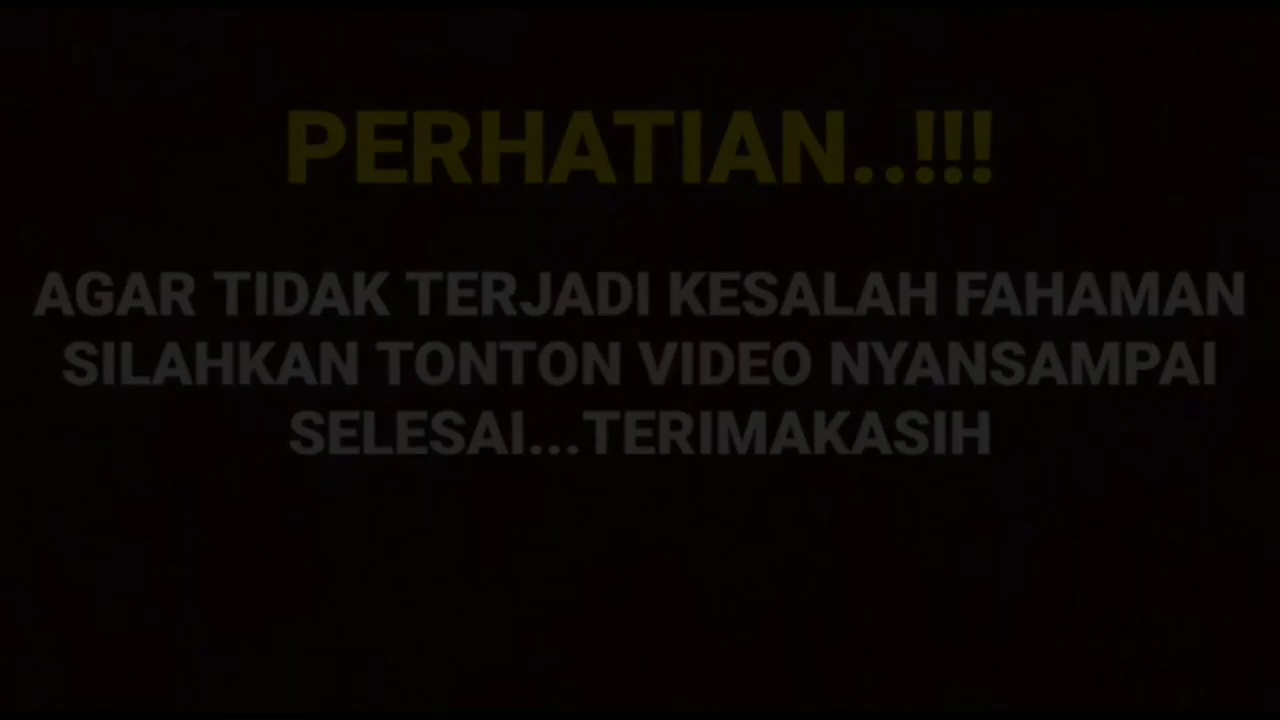 PERHATIAN..!!!
AGAR TIDAK TERJADI KESALAH FAHAMAN
SILAHKAN TONTON VIDEO NYANSAMPAI
SELESAI...TERIMAKASIH